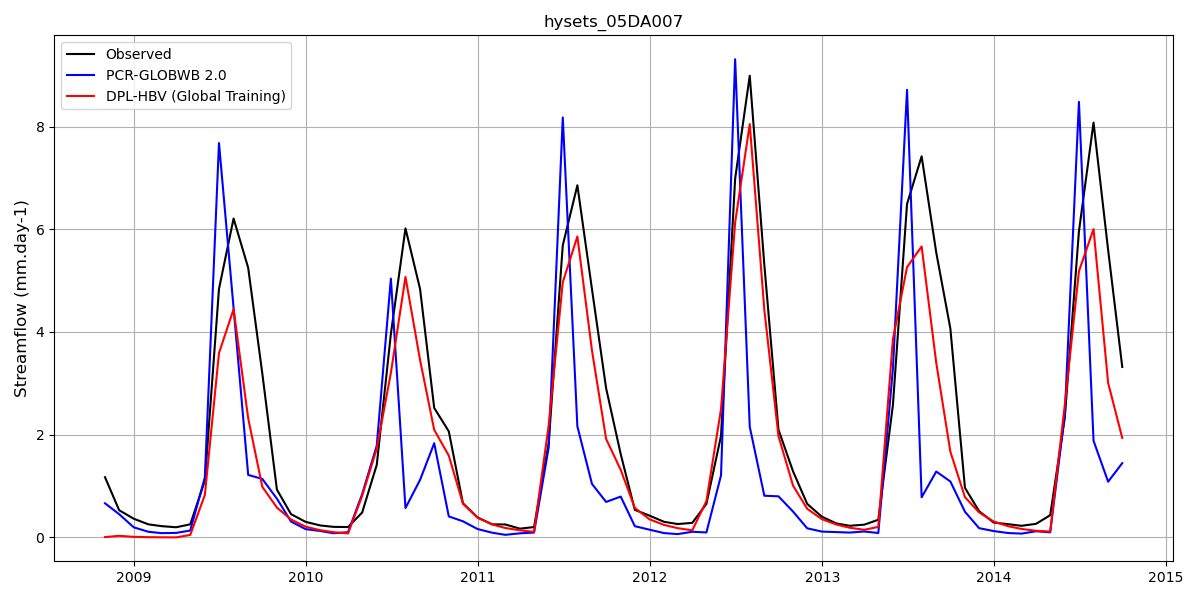 hysets_05DA007
Observed
PCR-GLOBWB 2.0
DPL-HBV (Global Training)
Streamflow (mm.day-1)
8
6
4
2
0
2009 2010 2011 2012 2013 2014 2015